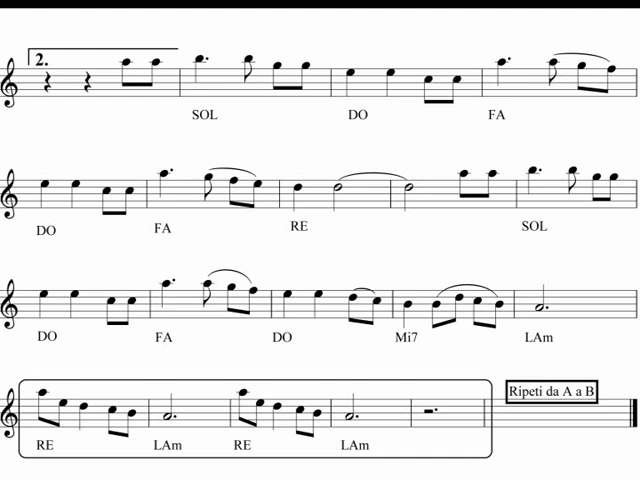 2.
SOL DO FA
DO FA RE SOL
DO FA DO Mi7 LAm
Ripeti da A a B
RE LAm RE LAm